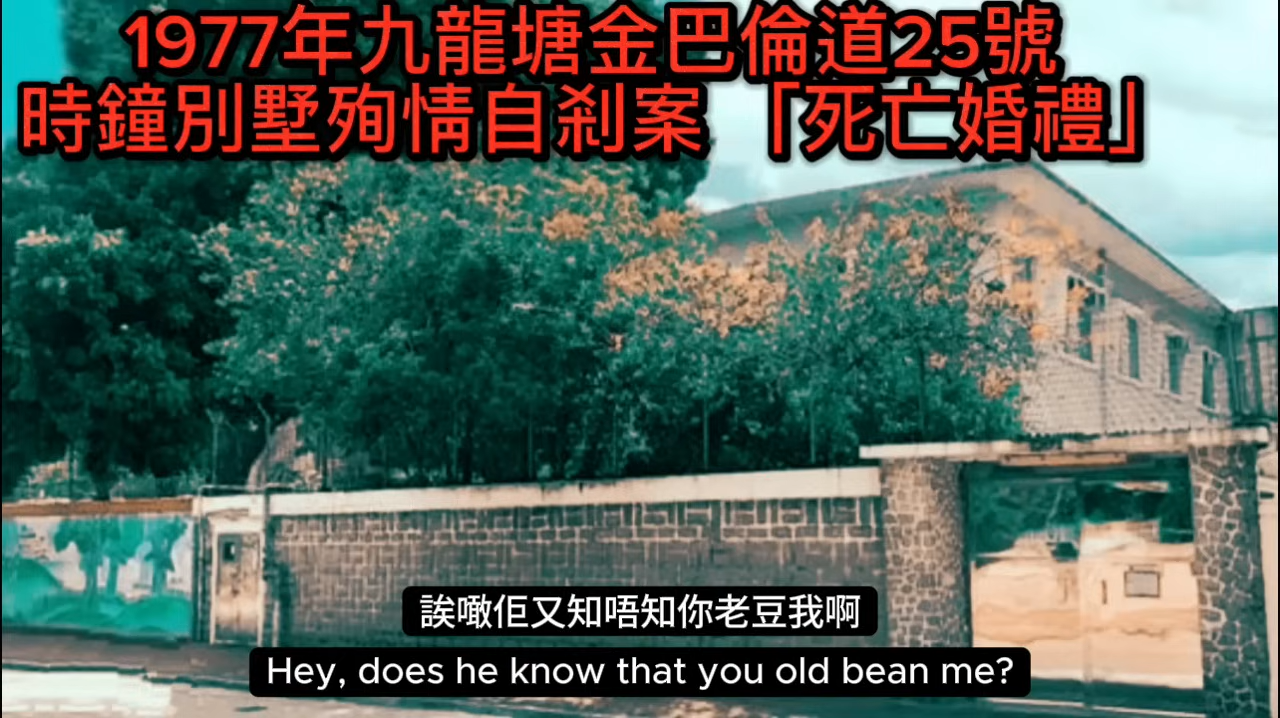 1977年九龍塘金巴倫道25號
時鐘別墅殉情自刹案 「死亡婚禮」
誒噉佢又知唔知你老豆我啊
Hey, does he know that you old bean me?